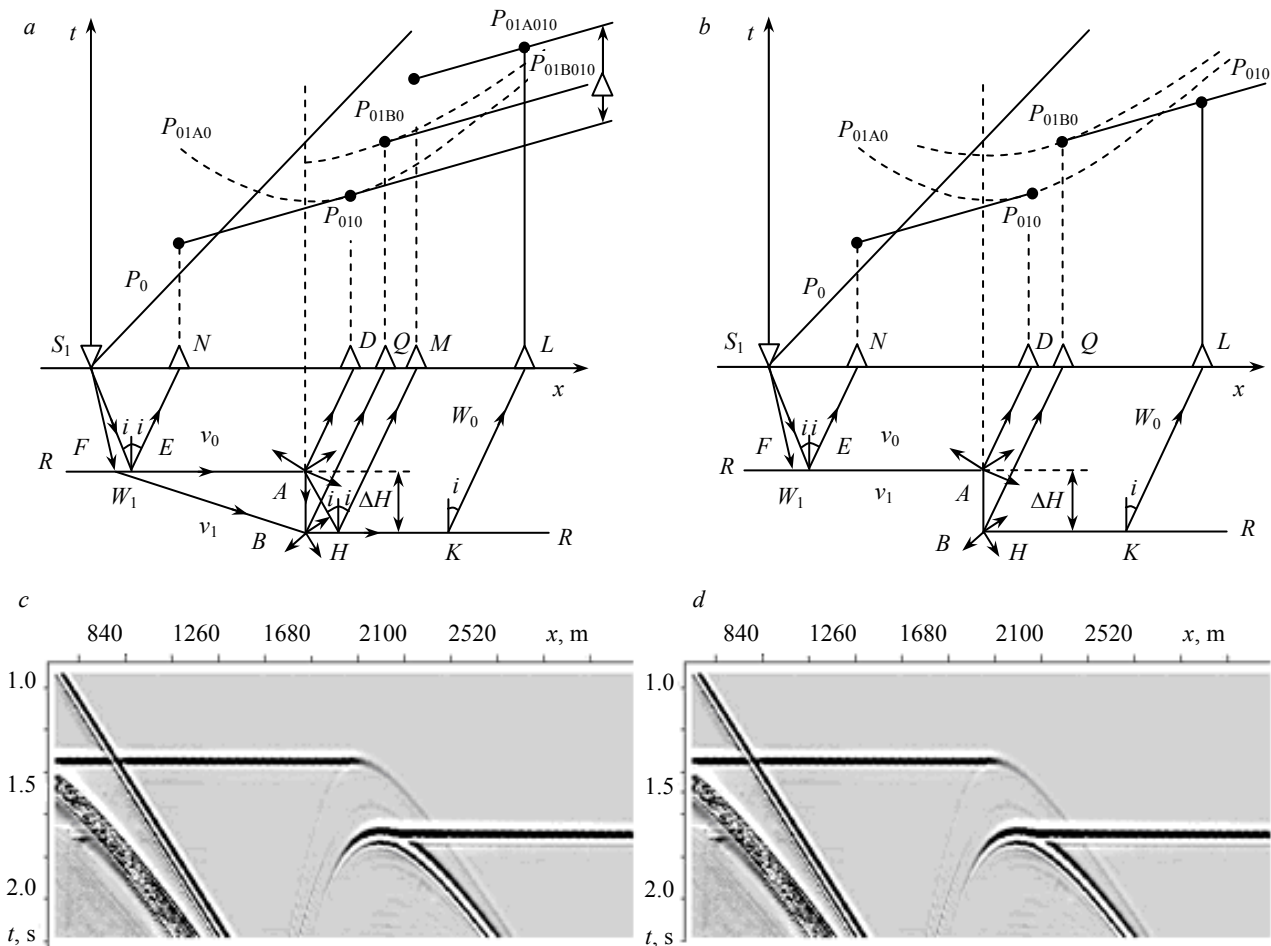 a
t
P01A010
P01B010
P01B0
P01A0
P010
P0
S1
N
D
Q
M
L
x
W0
F
i i
E
v0
R
A
i i
ΔH
i
W1
v1
B
H
K
R
b
t
P010
P01B0
P01A0
P010
P0
S1
N
D
Q
L
x
W0
F
i i
E
v0
R
A
ΔH
i
W1
v1
B
H
K
R
c
840 1260 1680 2100 2520 x, m
1.0
1.5
2.0
t, s
d
840 1260 1680 2100 2520 x, m
1.0
1.5
2.0
t, s